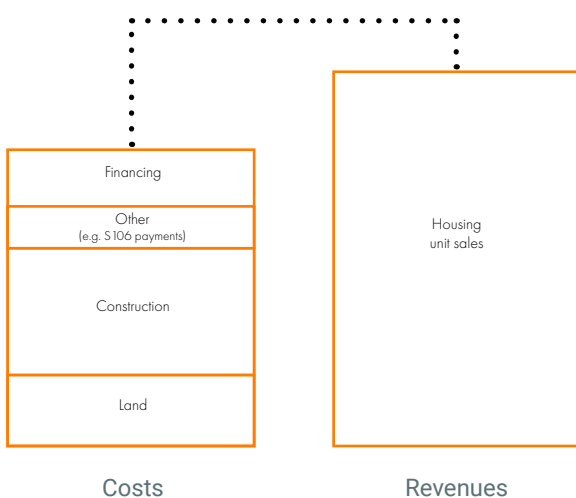 Financing
Other
(e.g. S106 payments)
Construction
Land
Housing
unit sales
Costs
Revenues